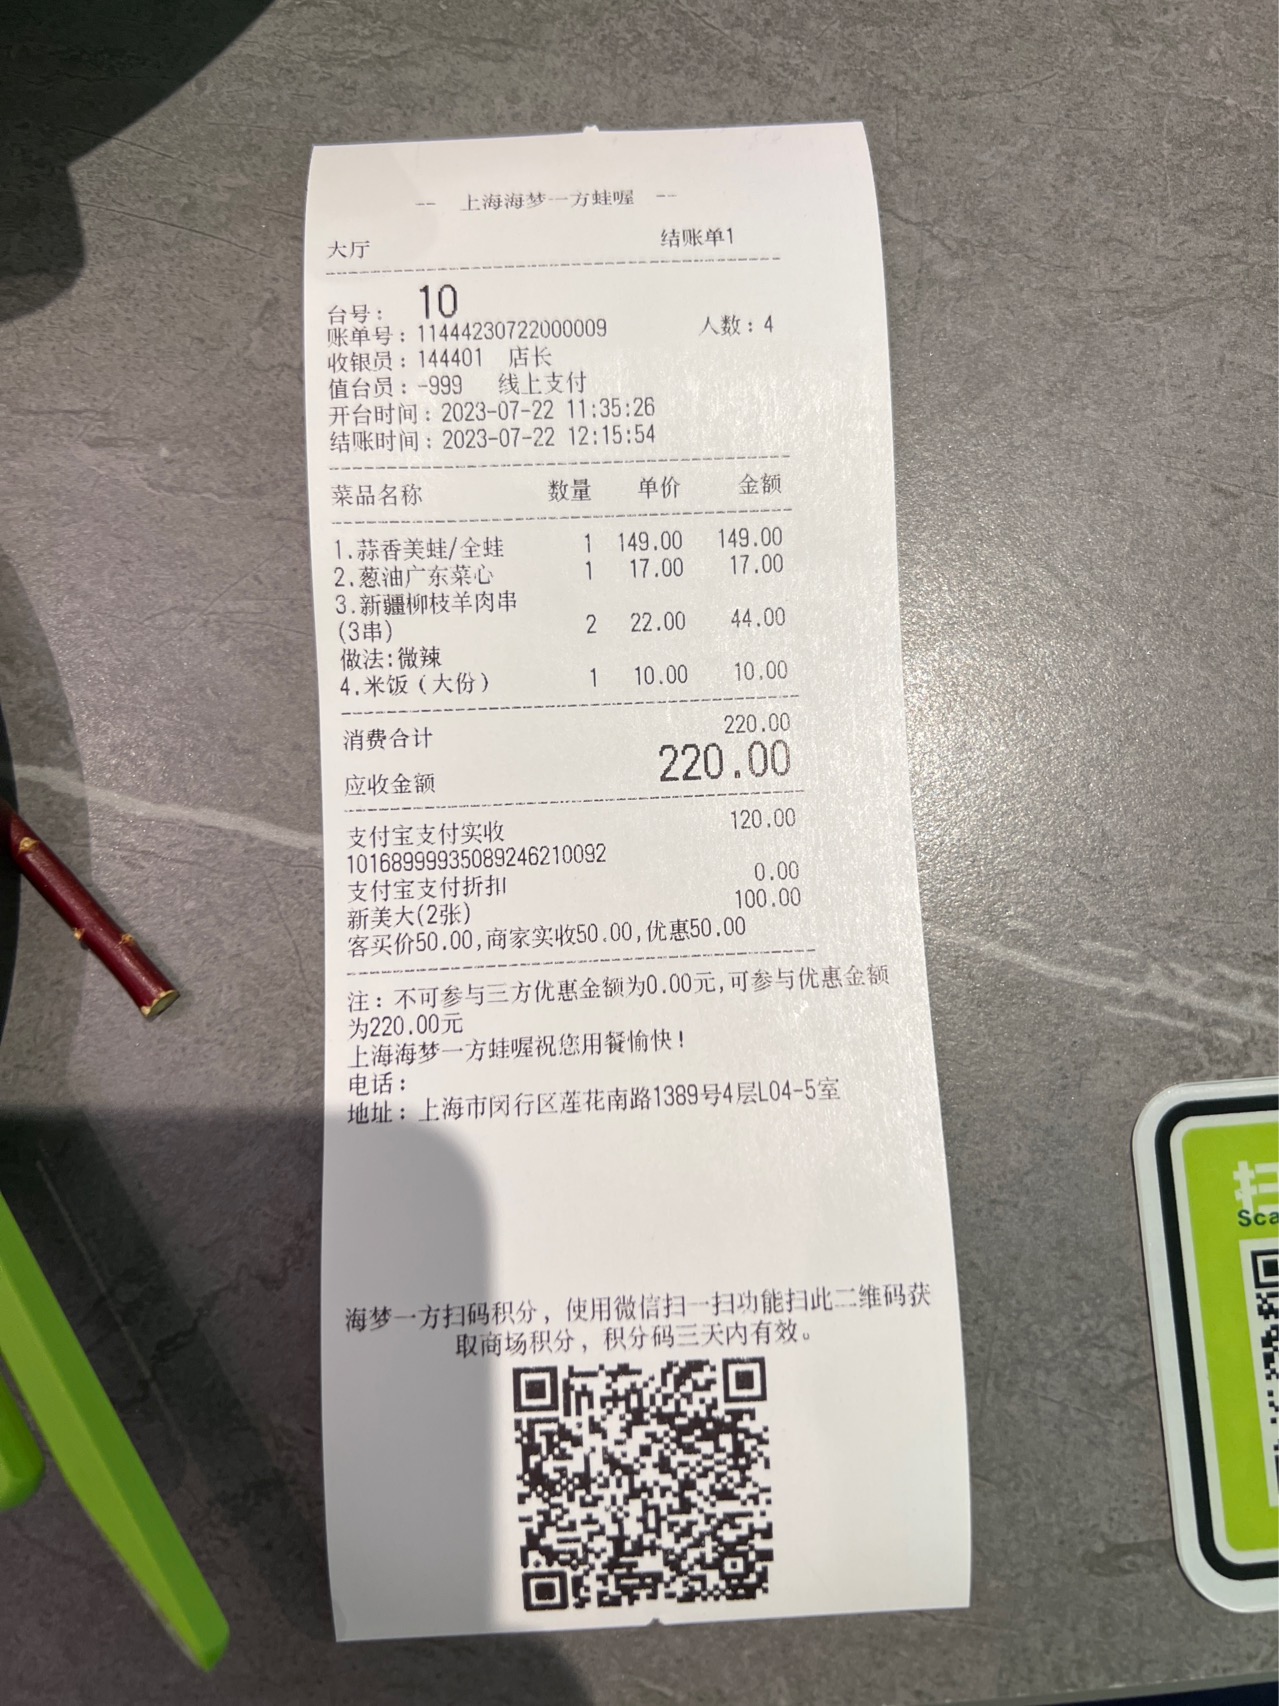 -- 上海海梦一方蛙喔 --
大厅 结账单1
台号： 10
账单号：11444230722000009 人数：4
收银员：144401 店长
值台员：-999 线上支付
开台时间：2023-07-22 11:35:26
结账时间：2023-07-22 12:15:54
菜品名称 数量 单价 金额
1.蒜香美蛙/全蛙 1 149.00 149.00
2.葱油广东菜心 1 17.00 17.00
3.新疆柳枝羊肉串
(3串) 2 22.00 44.00
做法:微辣
4.米饭（大份） 1 10.00 10.00
消费合计 220.00
应收金额 220.00
支付宝支付实收 120.00
10168999935089246210092
支付宝支付折扣 0.00
新美大(2张) 100.00
客买价50.00,商家实收50.00,优惠50.00
注：不可参与三方优惠金额为0.00元,可参与优惠金额
为220.00元
上海海梦一方蛙喔祝您用餐愉快！
电话：
地址：上海市闵行区莲花南路1389号4层L04-5室
海梦一方扫码积分，使用微信扫一扫功能扫此二维码获
取商场积分，积分码三天内有效。
扫